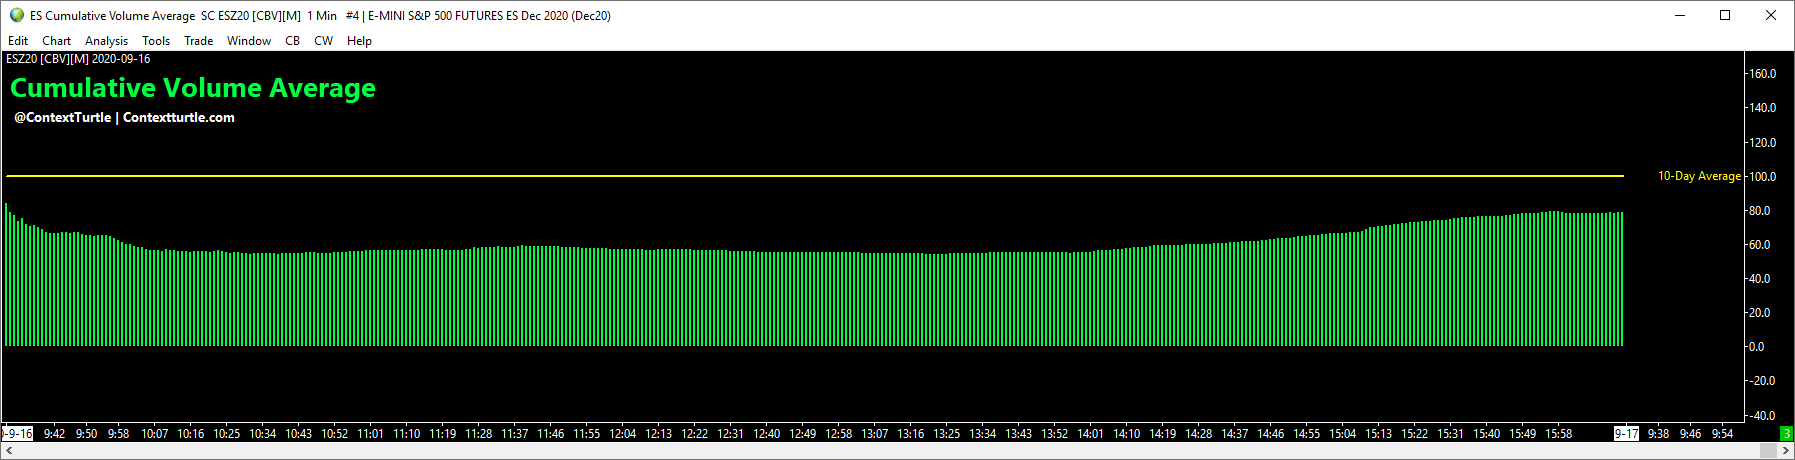 ES Cumulative Volume Average  SC ESZ20 [CBV][M]  1 Min   #4 | E-MINI S&P 500 FUTURES ES Dec 2020 (Dec20)
Edit Chart Analysis Tools Trade Window CB CW Help
ESZ20 [CBV][M] 2020-09-16
Cumulative Volume Average
@ContextTurtle | Contextturtle.com
160.0
140.0
120.0
10-Day Average 100.0
80.0
60.0
40.0
20.0
0.0
-20.0
-40.0
0-9-16 9:42 9:50 9:58 10:07 10:16 10:25 10:34 10:43 10:52 11:01 11:10 11:19 11:28 11:37 11:46 11:55 12:04 12:13 12:22 12:31 12:40 12:49 12:58 13:07 13:16 13:25 13:34 13:43 13:52 14:01 14:10 14:19 14:28 14:37 14:46 14:55 15:04 15:13 15:22 15:31 15:40 15:49 15:58 9-17 9:38 9:46 9:54 3